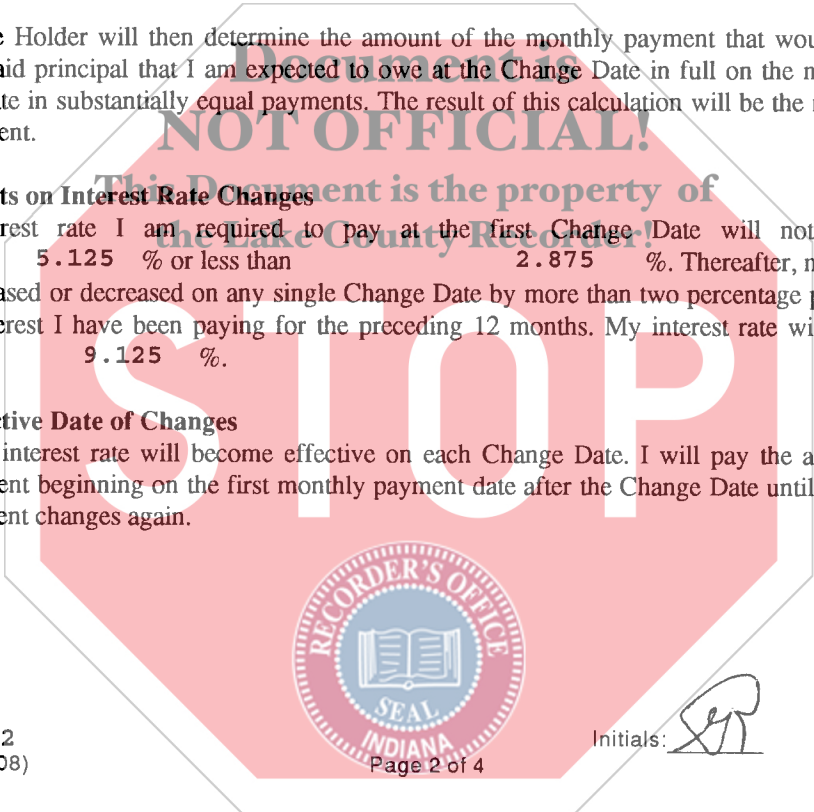 Holder will then determine the amount of the monthly payment that wou
aid principal that I am expected to owe at the Change Date in full on the m
te in substantially equal payments. The result of this calculation will be the
ent.
Document is
NOT OFFICIAL!
This Document is the property of
the Lake County Recorder!
ts on Interest Rate Changes
rest rate I am required to pay at the first Change Date will not
5.125 % or less than 2.875 %. Thereafter, m
ased or decreased on any single Change Date by more than two percentage p
erest I have been paying for the preceding 12 months. My interest rate wi
9.125 %.
ctive Date of Changes
interest rate will become effective on each Change Date. I will pay the a
ent beginning on the first monthly payment date after the Change Date until
ent changes again.
STOP
RECORDER'S OFFICE
SEAL
INDIANA
2
08)
Page 2 of 4
Initials: